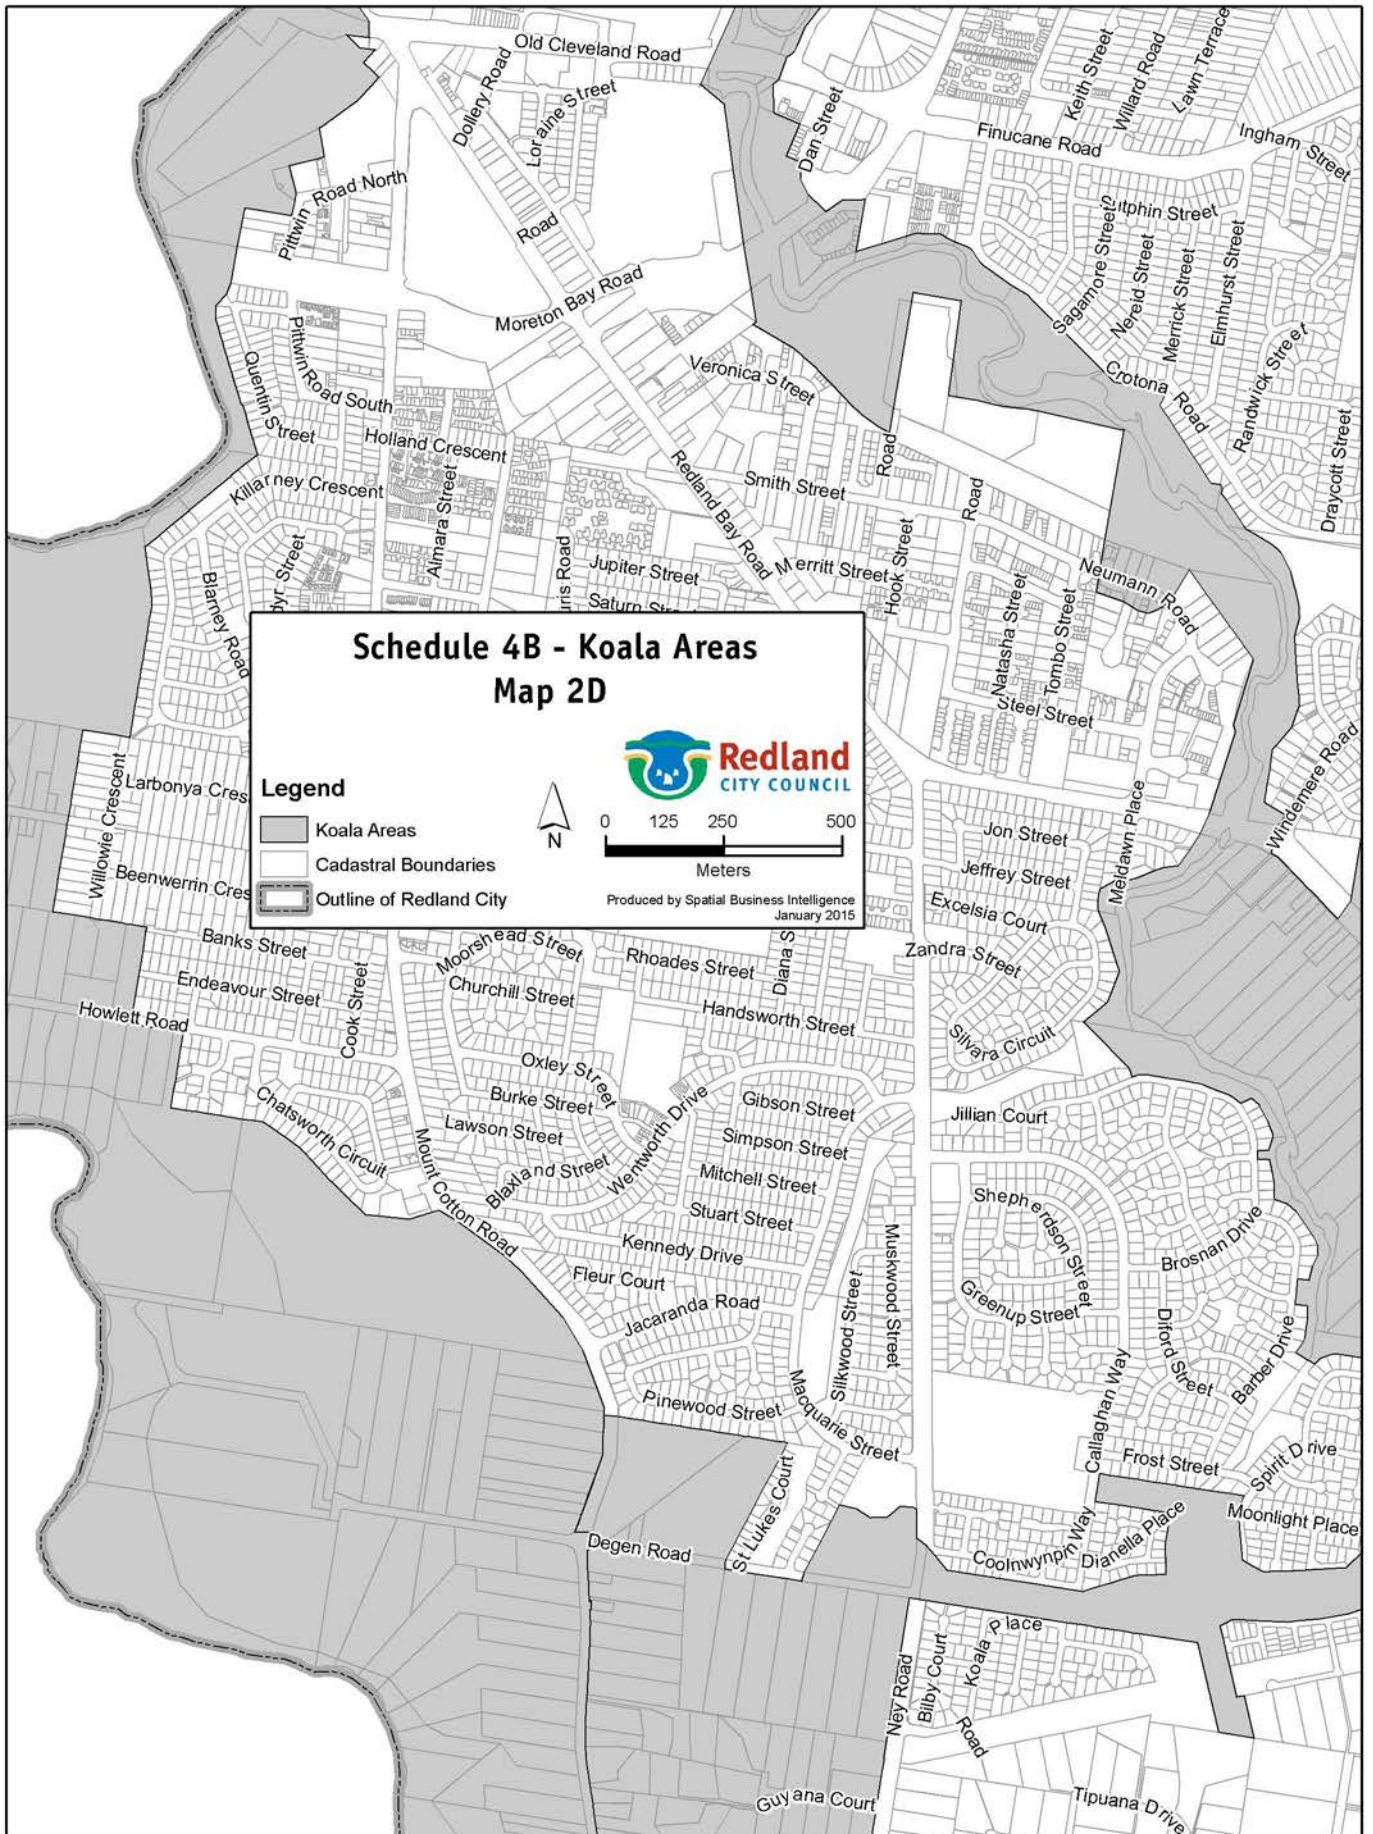 Old Cleveland Road
Dollery Road
Lorraine Street
Dan Street
Keith Street
Willard Road
Lawn Terrace
Finucane Road
Ingham Street
Pittwin Road North
Road
Moreton Bay Road
Sutphin Street
Sagamore Street
Nereid Street
Merrick Street
Elmhurst Street
Randwick Street
Crotona Road
Draycott Street
Quentin Street
Pittwin Road South
Veronica Street
Holland Crescent
Killarney Crescent
Almara Street
Redland Bay Road
Smith Street
Road
Road
Blarney Road
dyr Street
uris Road
Jupiter Street
Saturn Stre
Merritt Street
Hook Street
Natasha Street
Tombo Street
Neumann Road
Steel Street
Schedule 4B - Koala Areas
Map 2D
Redland
CITY COUNCIL
Legend
Koala Areas
Cadastral Boundaries
Outline of Redland City
N
0 125 250 500
Meters
Produced by Spatial Business Intelligence
January 2015
Willowie Crescent
Larbonya Cres
Beenwerrin Cres
Windemere Road
Meldawn Place
Jon Street
Jeffrey Street
Excelsia Court
Zandra Street
Banks Street
Endeavour Street
Cook Street
Howlett Road
Moorshead Street
Churchill Street
Rhoades Street
Diana S
Handsworth Street
Silvara Circuit
Oxley Street
Burke Street
Lawson Street
Blaxland Street
Wentworth Drive
Gibson Street
Simpson Street
Mitchell Street
Stuart Street
Jillian Court
Chatsworth Circuit
Mount Cotton Road
Kennedy Drive
Fleur Court
Jacaranda Road
Pinewood Street
Silkwood Street
Muskwood Street
Macquarie Street
Shepherdson Street
Greenup Street
Brosnan Drive
Diford Street
Barber Drive
Callaghan Way
Frost Street
Spirit Drive
Moonlight Place
St Lukes Court
Degen Road
Coolnwynpin Way
Dianella Place
Ney Road
Bilby Court
Koala Place
Road
Guyana Court
Tipuana Drive